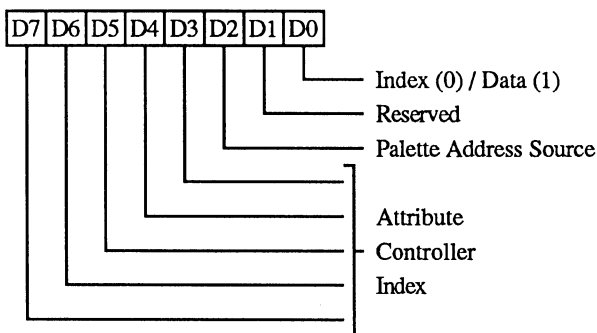 D7 D6 D5 D4 D3 D2 D1 D0
Index (0) / Data (1)
Reserved
Palette Address Source
Attribute
Controller
Index